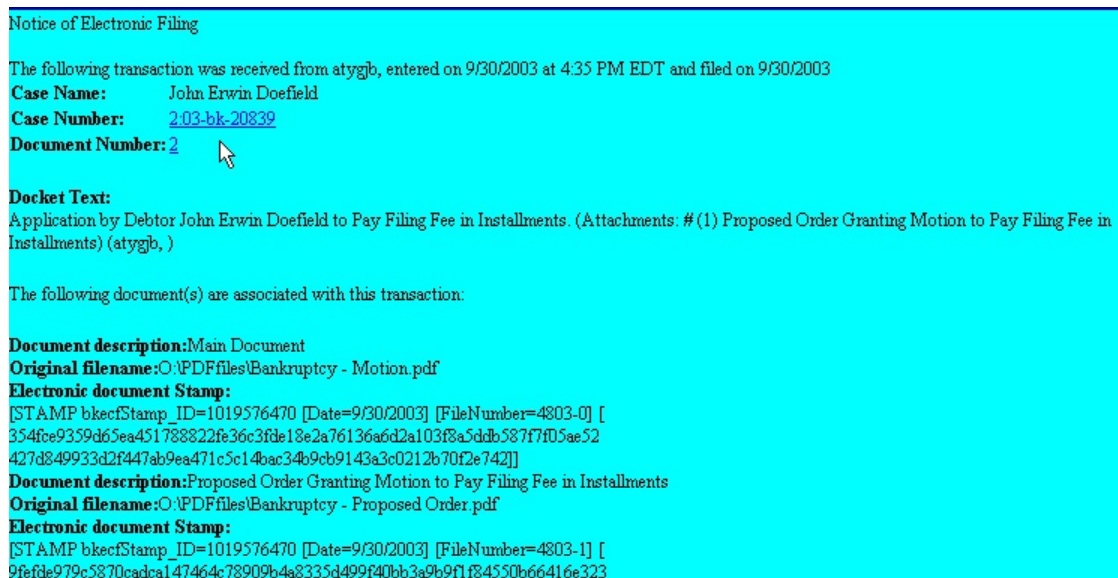 Notice of Electronic Filing
The following transaction was received from atygjb, entered on 9/30/2003 at 4:35 PM EDT and filed on 9/30/2003
Case Name: John Erwin Doefield
Case Number: 2:03-bk-20839
Document Number: 2
Docket Text:
Application by Debtor John Erwin Doefield to Pay Filing Fee in Installments. (Attachments: # (1) Proposed Order Granting Motion to Pay Filing Fee in
Installments) (atygjb, )
The following document(s) are associated with this transaction:
Document description:Main Document
Original filename:O:\PDFfiles\Bankruptcy - Motion.pdf
Electronic document Stamp:
[STAMP bkecfStamp_ID=1019576470 [Date=9/30/2003] [FileNumber=4803-0] [
354fce9359d65ea451788822fe36c3fde18e2a76136a6d2a103f8a5ddb587f7f05ae52
427d849933d2f447ab9ea471c5c14bac34b9cb9143a3c0212b70f2e742]]
Document description:Proposed Order Granting Motion to Pay Filing Fee in Installments
Original filename:O:\PDFfiles\Bankruptcy - Proposed Order.pdf
Electronic document Stamp:
[STAMP bkecfStamp_ID=1019576470 [Date=9/30/2003] [FileNumber=4803-1] [
9fefde979c5870cadca147464c78909b4a8335d499f40bb3a9b9f1f84550b66416e323